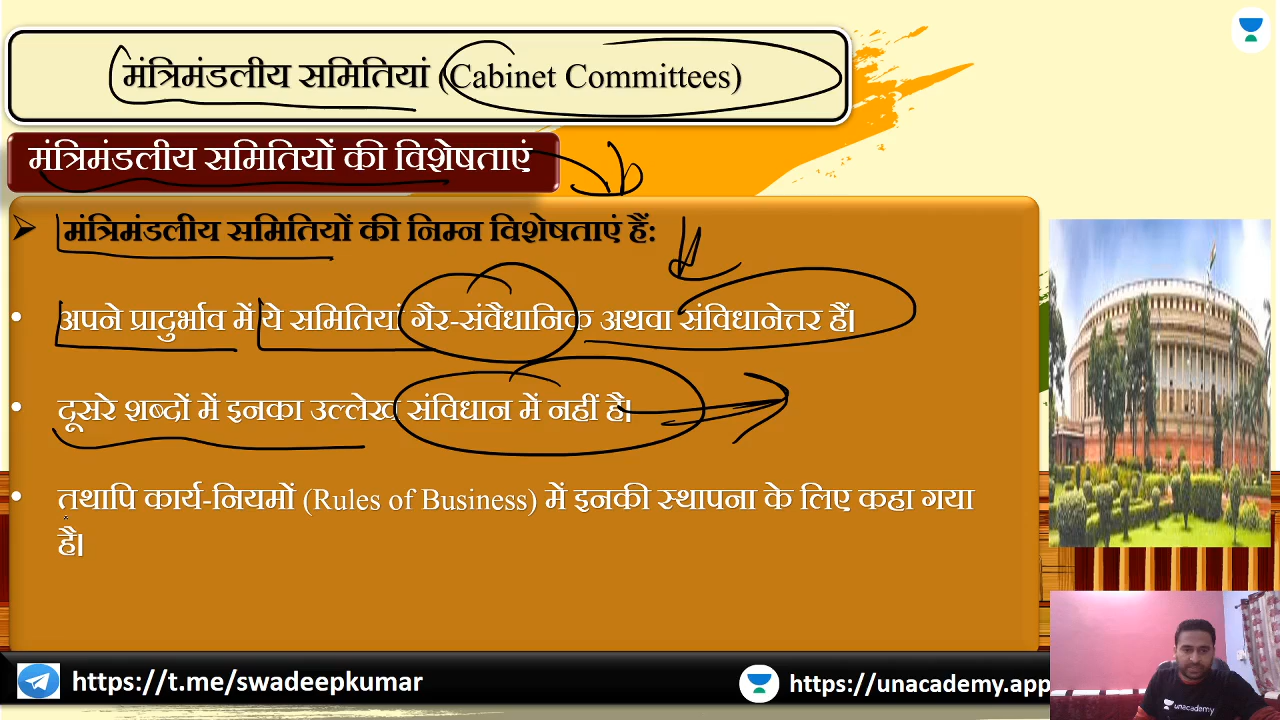 मंत्रिमंडलीय समितियां (Cabinet Committees)
मंत्रिमंडलीय समितियों की विशेषताएं
मंत्रिमंडलीय समितियों की निम्न विशेषताएं हैं:
अपने प्रादुर्भाव में ये समितियां गैर-संवैधानिक अथवा संविधानेत्तर हैं।
दूसरे शब्दों में इनका उल्लेख संविधान में नहीं है।
तथापि कार्य-नियमों (Rules of Business) में इनकी स्थापना के लिए कहा गया
है।
https://t.me/swadeepkumar
https://unacademy.app
unacademy